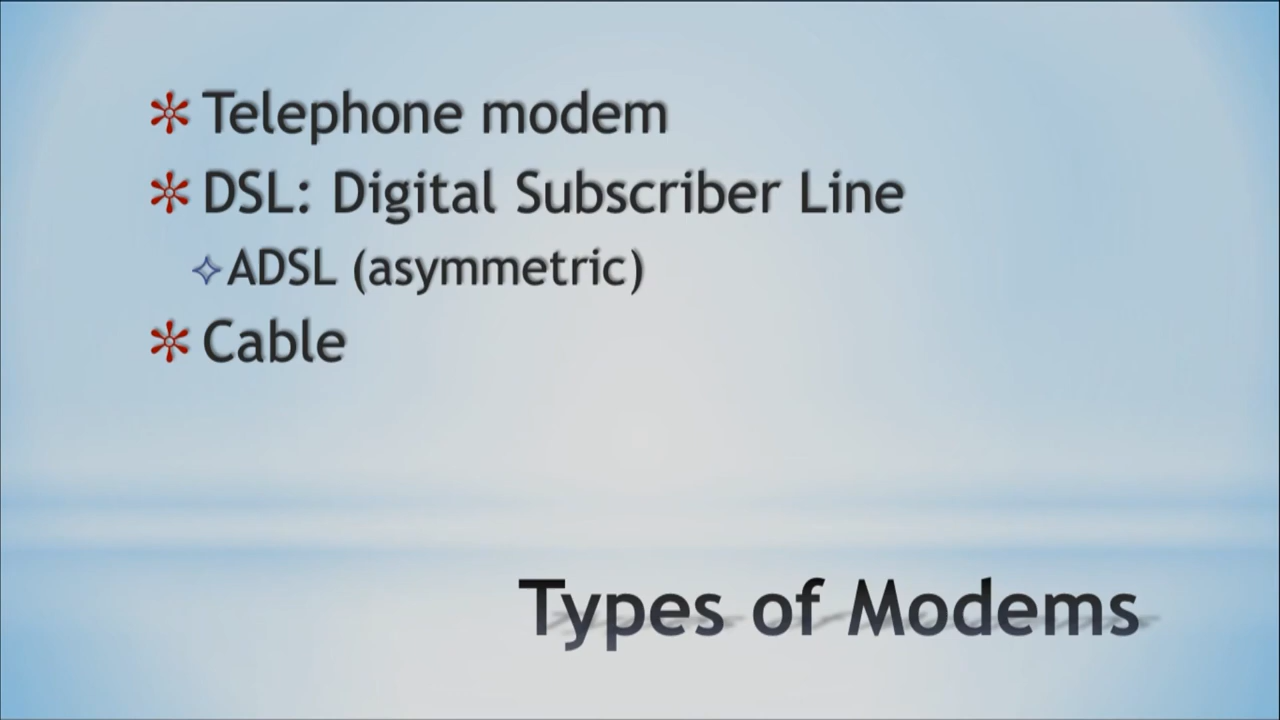 Telephone modem
DSL: Digital Subscriber Line
ADSL (asymmetric)
Cable
Types of Modems